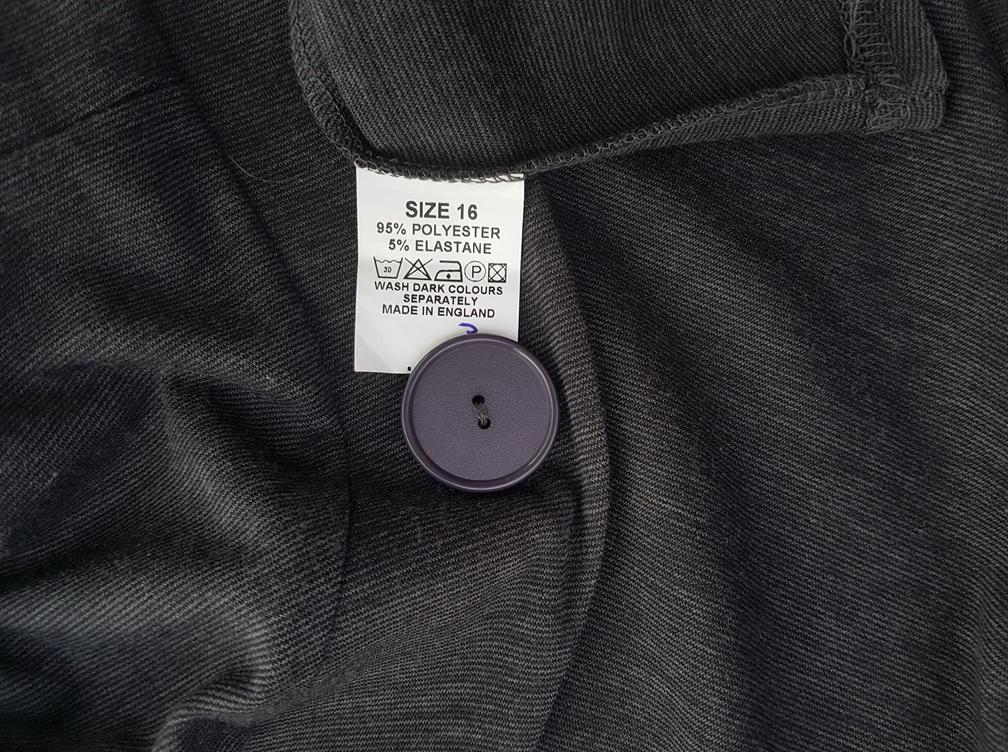 SIZE 16
95% POLYESTER
5% ELASTANE
30 P
WASH DARK COLOURS
SEPARATELY
MADE IN ENGLAND